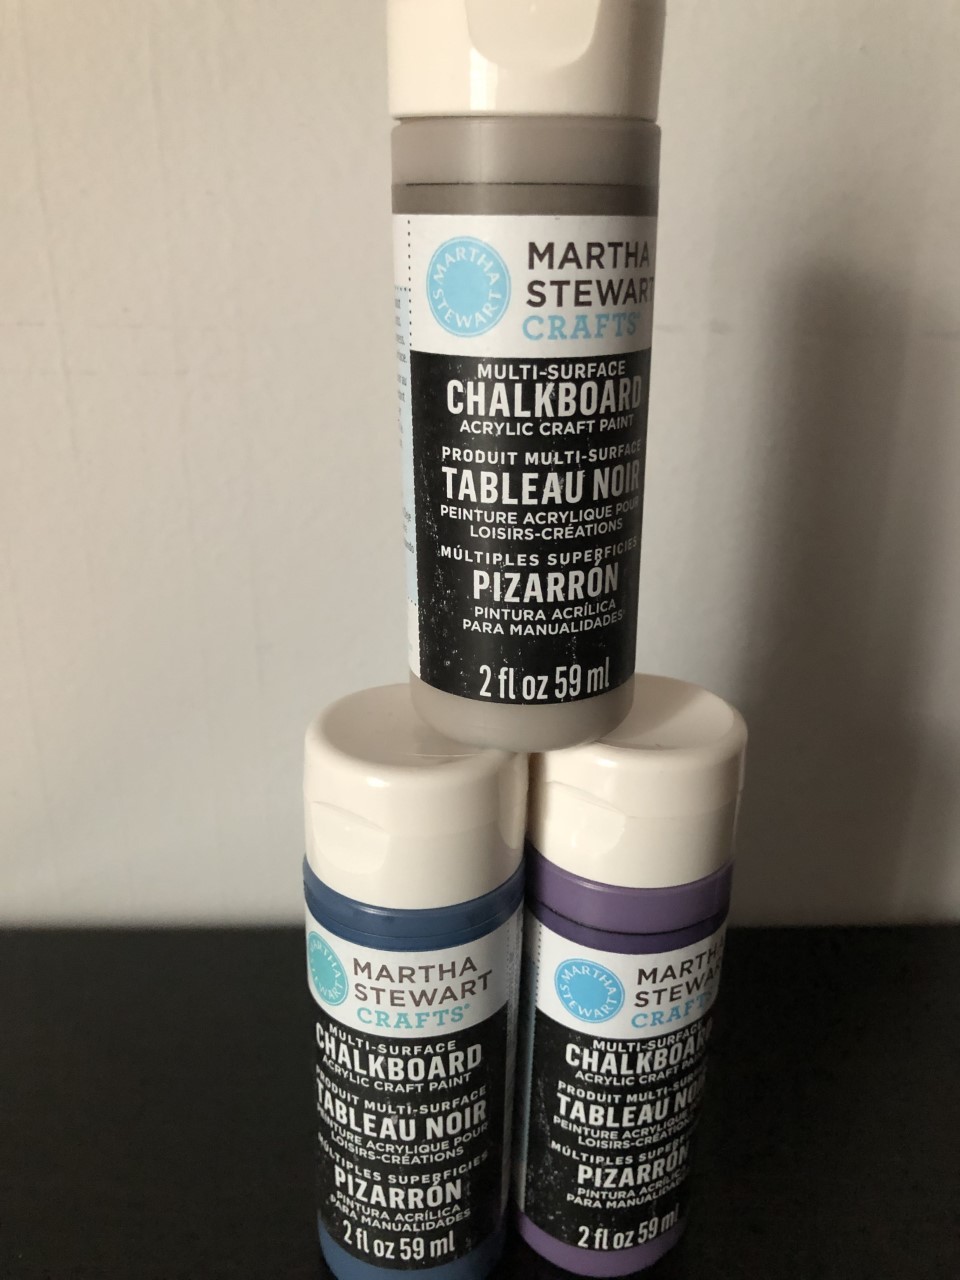 MARTHA
STEWART
MARTHA
STEWART
CRAFTS®
MULTI-SURFACE
CHALKBOARD
ACRYLIC CRAFT PAINT
PRODUIT MULTI-SURFACE
TABLEAU NOIR
PEINTURE ACRYLIQUE POUR
LOISIRS-CRÉATIONS
MÚLTIPLES SUPERFICIES
PIZARRÓN
PINTURA ACRÍLICA
PARA MANUALIDADES
2 fl oz 59 ml
MARTHA
STEWART
MARTHA
STEWART
CRAFTS®
MULTI-SURFACE
CHALKBOARD
ACRYLIC CRAFT PAINT
PRODUIT MULTI-SURFACE
TABLEAU NOIR
PEINTURE ACRYLIQUE POUR
LOISIRS-CRÉATIONS
MÚLTIPLES SUPERFICIES
PIZARRÓN
PINTURA ACRÍLICA
PARA MANUALIDADES
2 fl oz 59 ml
MARTHA
STEWART
MARTHA
STEWART
CRAFTS
MULTI-SURFACE
CHALKBOARD
ACRYLIC CRAFT PAINT
PRODUIT MULTI-SURFACE
TABLEAU NOIR
PEINTURE ACRYLIQUE
LOISIRS-CRÉATIONS
MÚLTIPLES SUPERFICIES
PIZARRÓN
PINTURA ACRÍLICA
PARA MANUALIDADES
2 fl oz 59 ml